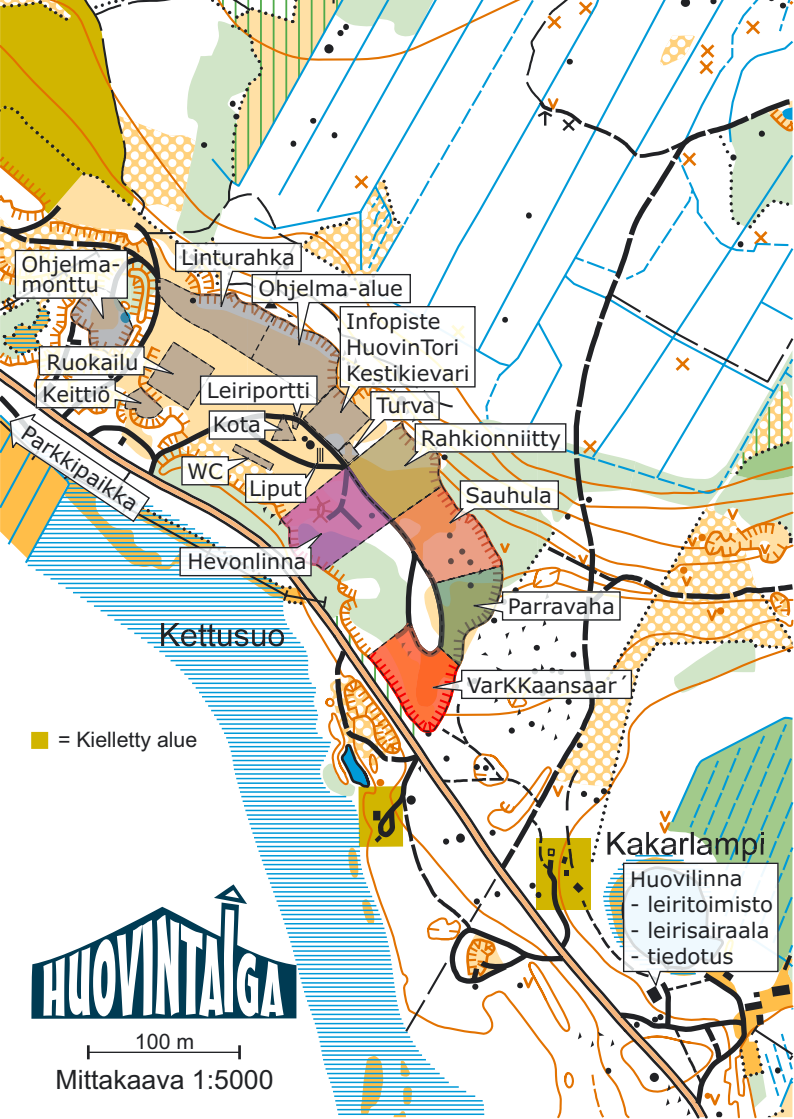 Linturahka
Ohjelma-
monttu
Ohjelma-alue
Infopiste
HuovinTori
Kestikievari
Ruokailu
Leiriportti
Keittiö
Turva
Kota
Rahkionniitty
Parkkipaikka
WC
Liput
Sauhula
Hevonlinna
Parravaha
Kettusuo
VarKKaansaar´
= Kielletty alue
Kakarlampi
Huovilinna
- leiritoimisto
- leirisairaala
- tiedotus
HUOVINTAIGA
100 m
Mittakaava 1:5000